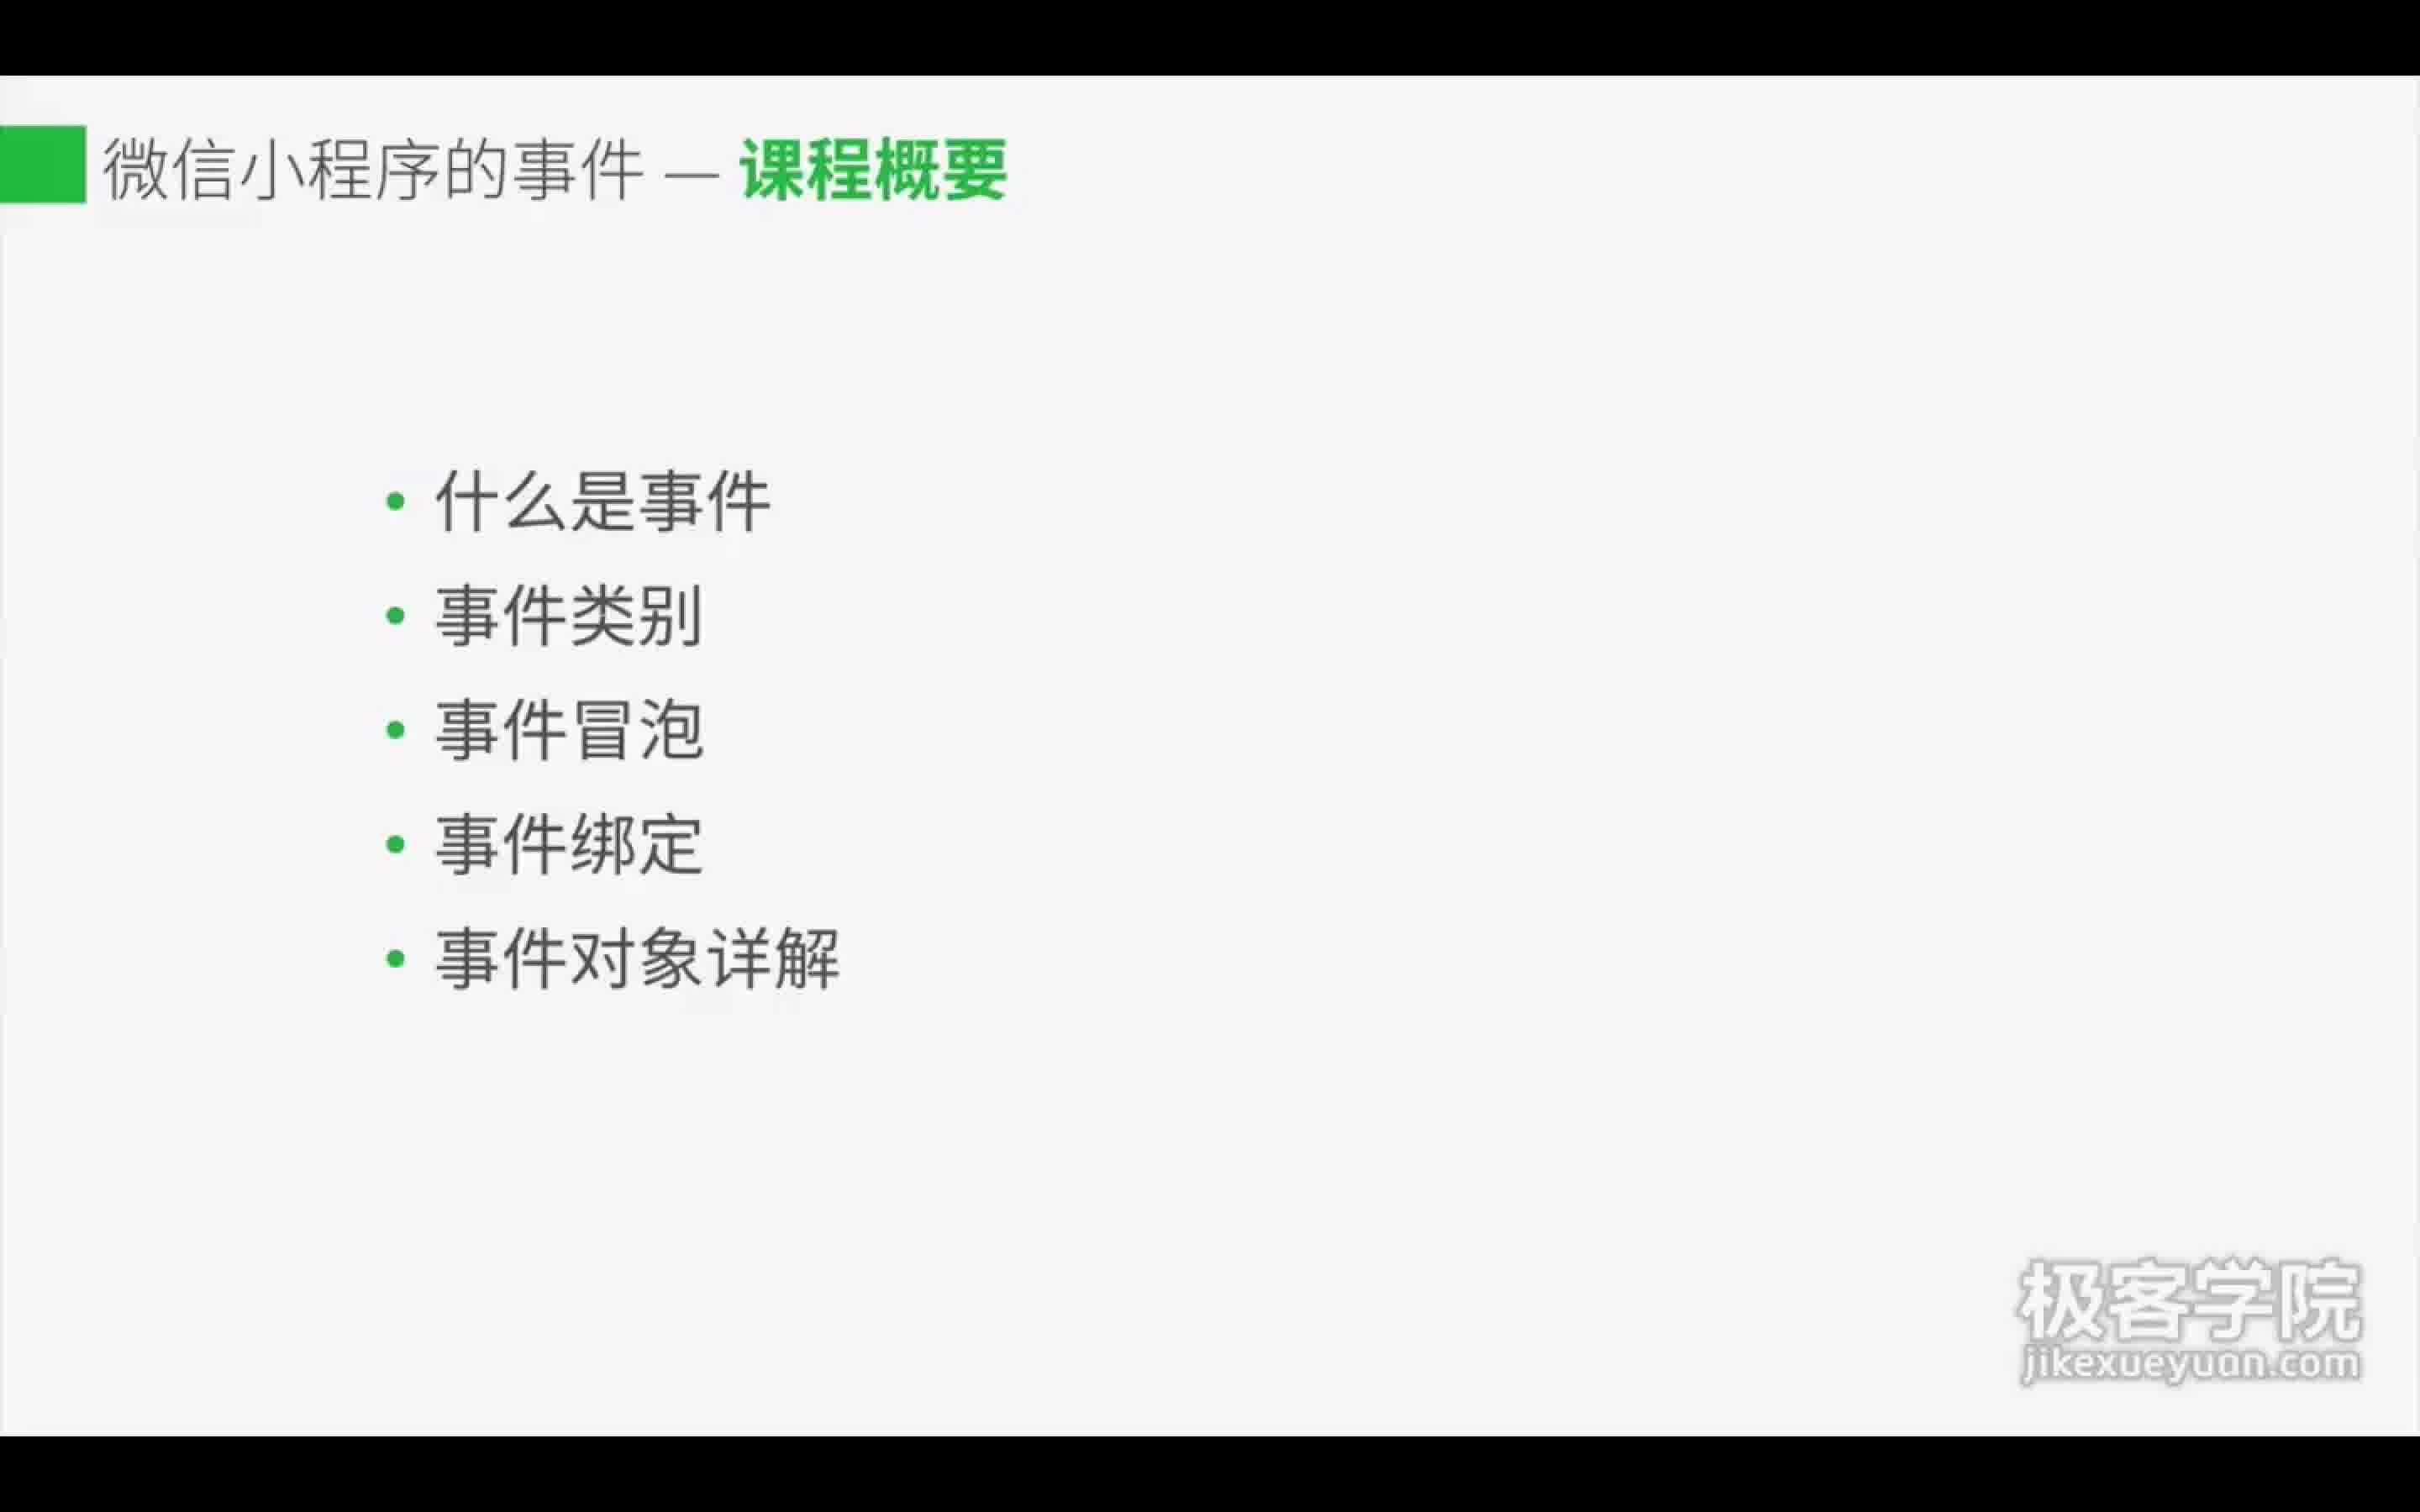 微信小程序的事件 — 课程概要
• 什么是事件
• 事件类别
• 事件冒泡
• 事件绑定
• 事件对象详解
极客学院
jikexueyuan.com